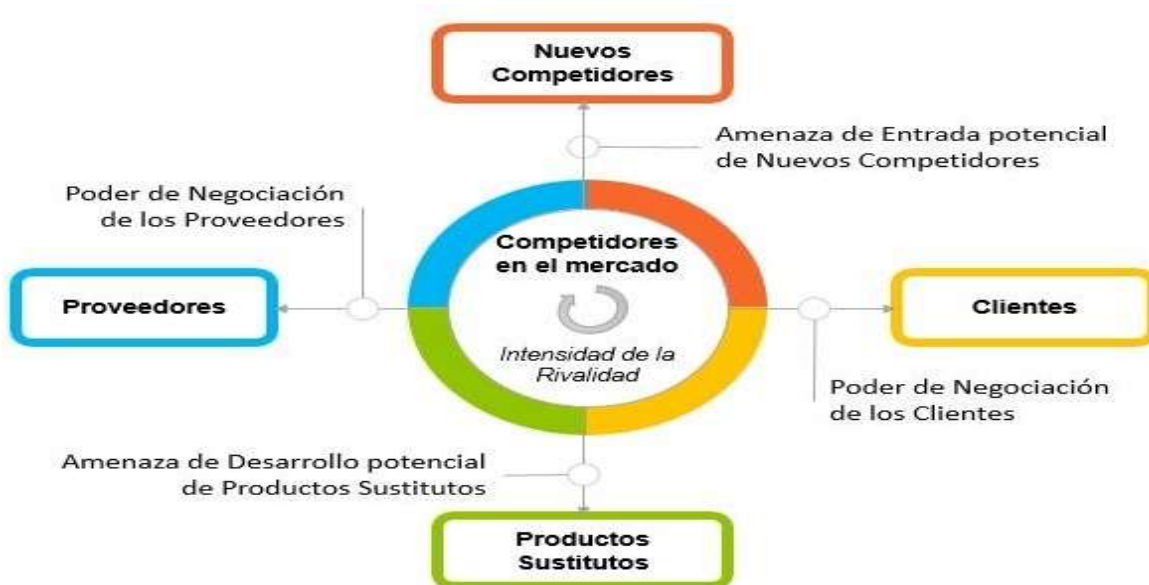 Nuevos
Competidores
Amenaza de Entrada potencial
de Nuevos Competidores
Poder de Negociación
de los Proveedores
Competidores
en el mercado
Proveedores
Clientes
Intensidad de la
Rivalidad
Poder de Negociación
de los Clientes
Amenaza de Desarrollo potencial
de Productos Sustitutos
Productos
Sustitutos